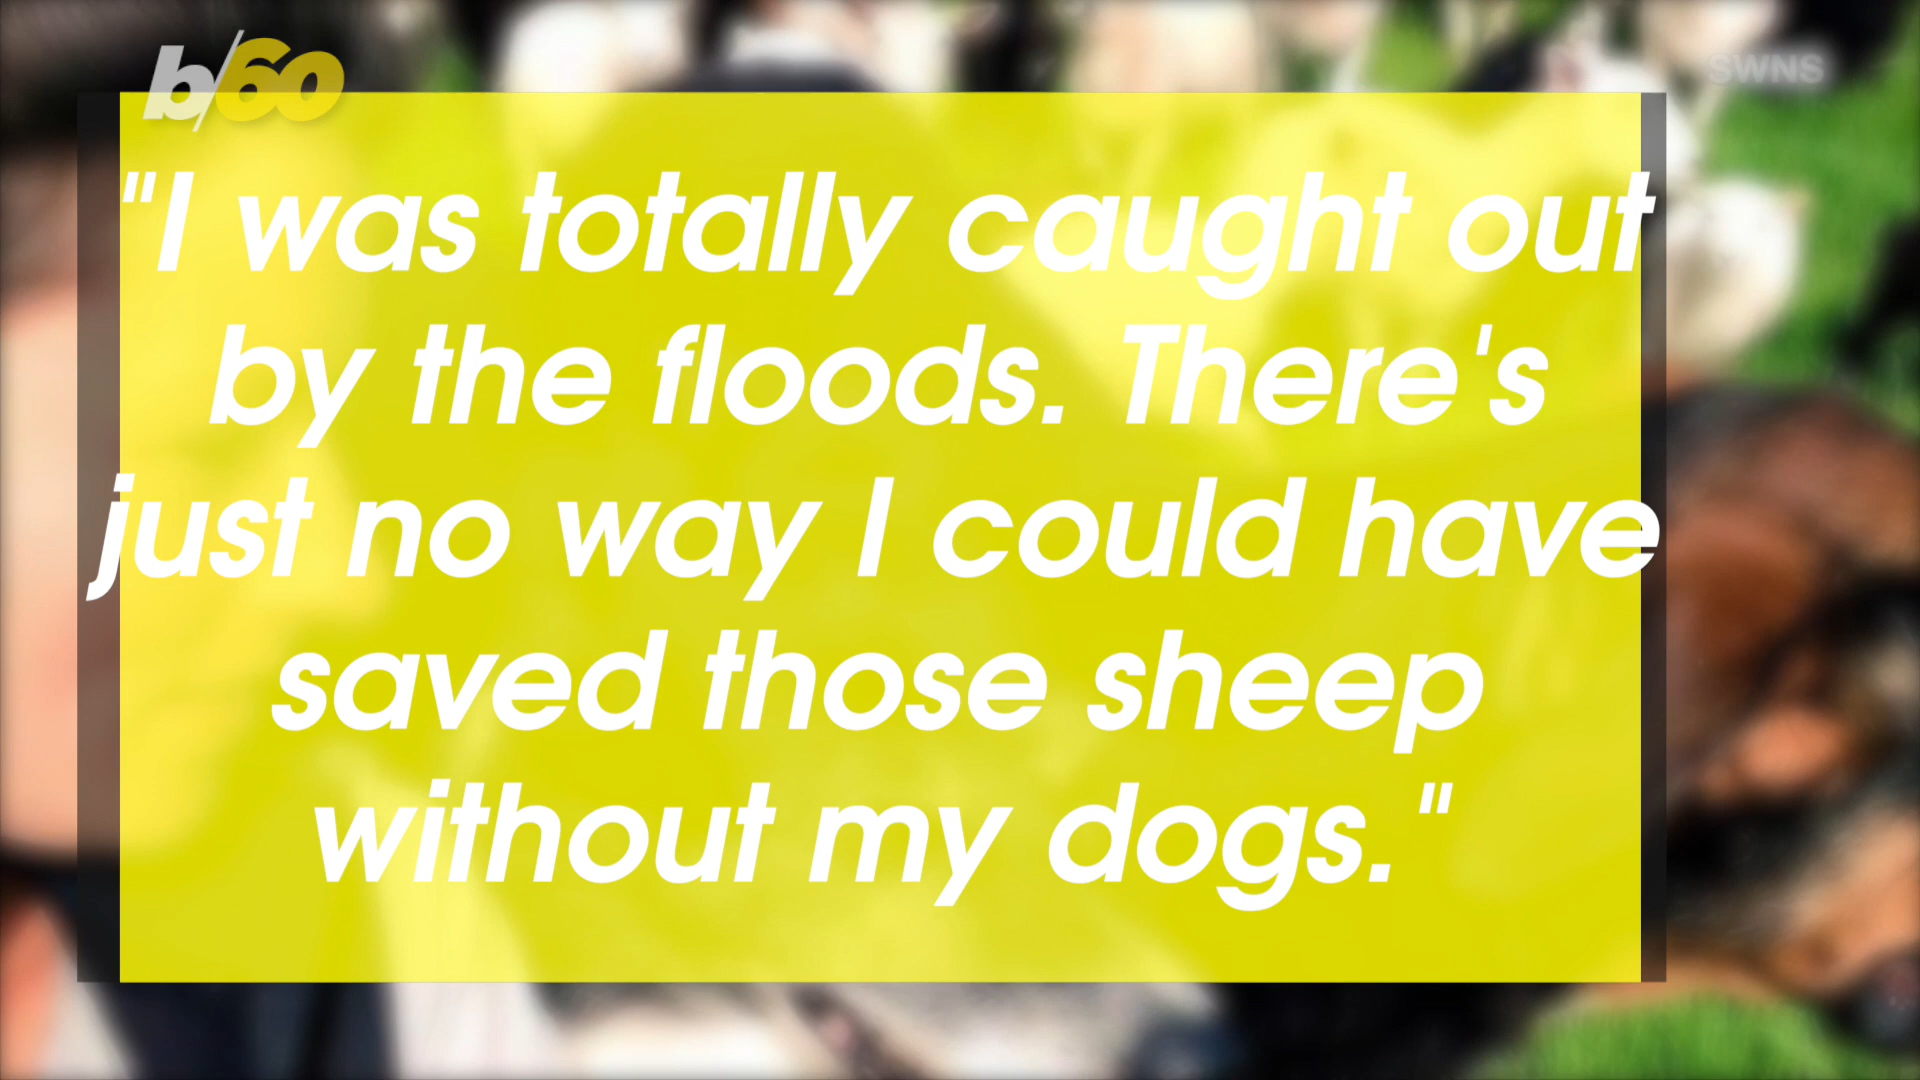 b/60
SWNS
"I was totally caught out
by the floods. There's
just no way I could have
saved those sheep
without my dogs."